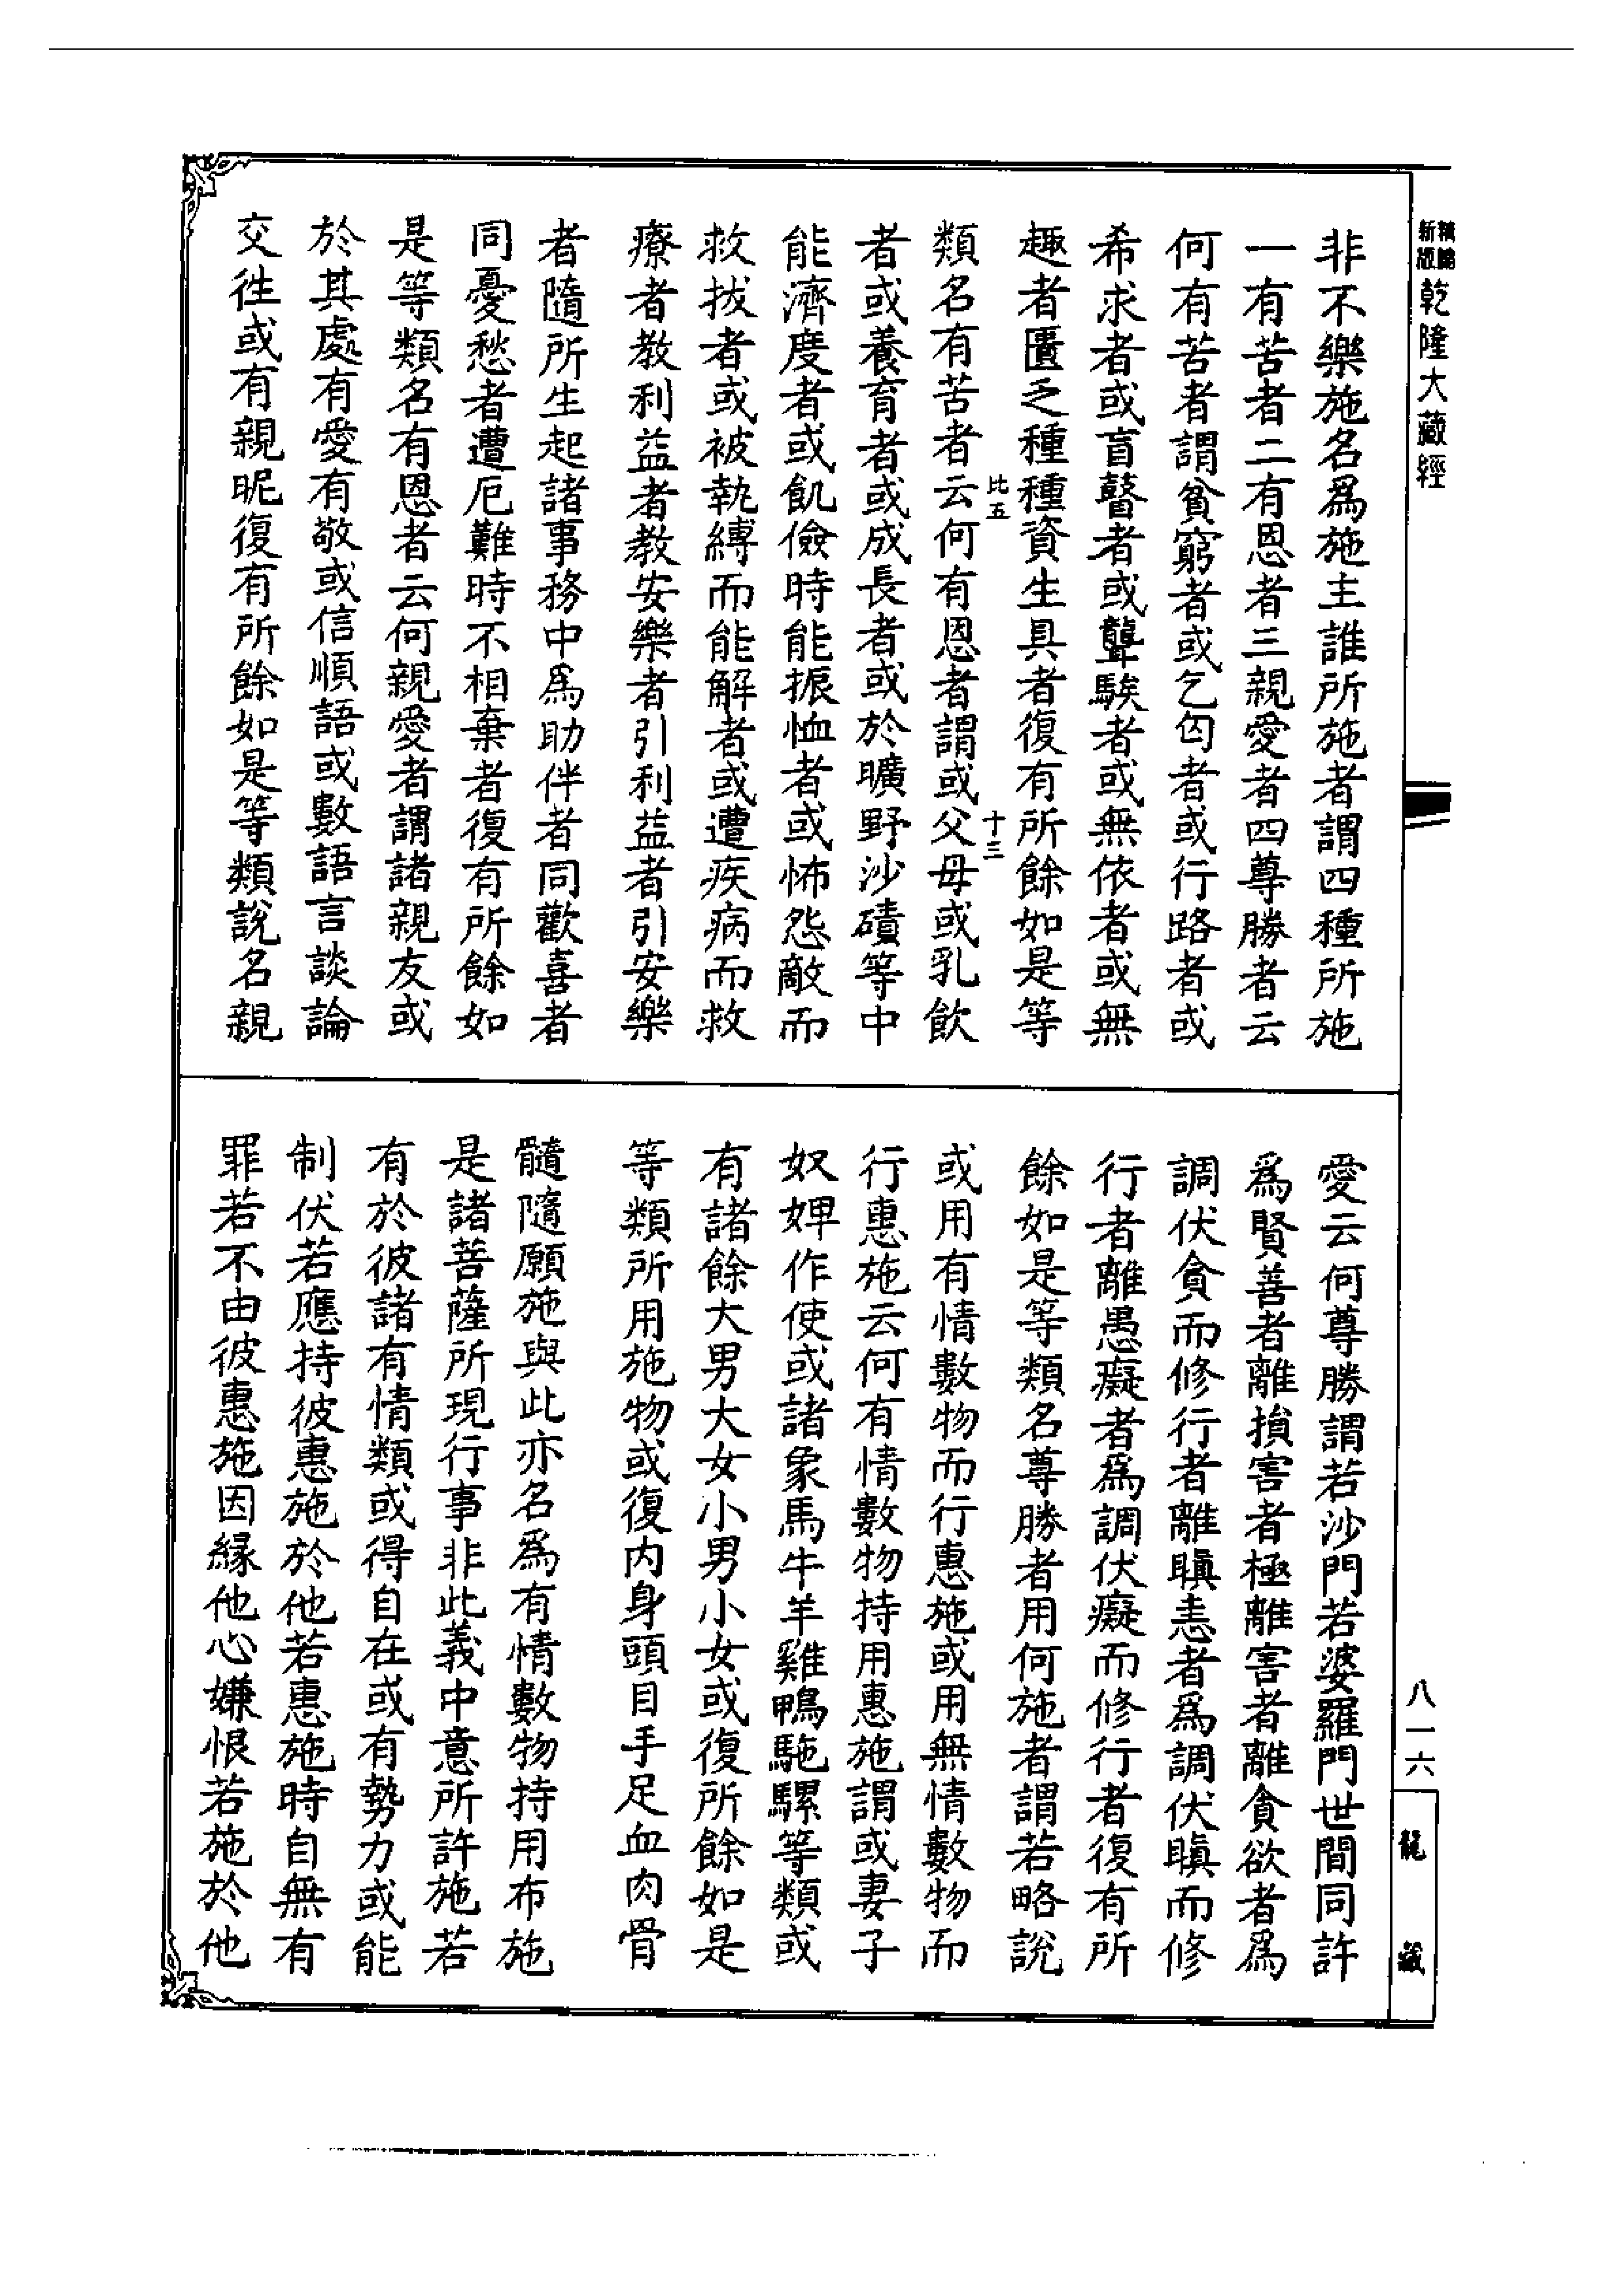 新版
精縮
乾隆大藏經
非不樂施名爲施主誰所施者謂四種所施
一有苦者二有恩者三親愛者四尊勝者云
何有苦者謂貧窮者或乞匃者或行路者或
希求者或盲瞽者或聾騃者或無依者或無
趣者匱乏種種資生具者復有所餘如是等
比五
十三
類名有苦者云何有恩者謂或父母或乳飲
者或養育者或成長者或於曠野沙磧等中
能濟度者或飢儉時能振恤者或怖怨敵而
救拔者或被執縛而能解者或遭疾病而救
療者教利益者教安樂者引利益者引安樂
者隨所生起諸事務中爲助伴者同歡喜者
同憂愁者遭厄難時不相棄者復有所餘如
是等類名有恩者云何親愛者謂諸親友或
於其處有愛有敬或信順語或數語言談論
交徃或有親昵復有所餘如是等類說名親
愛云何尊勝謂若沙門若婆羅門世間同許
爲賢善者離損害者極離害者離貪欲者爲
調伏貪而修行者離瞋恚者爲調伏瞋而修
行者離愚癡者爲調伏癡而修行者復有所
餘如是等類名尊勝者用何施者謂若略說
或用有情數物而行惠施或用無情數物而
行惠施云何有情數物持用惠施謂或妻子
奴婢作使或諸象馬牛羊雞鴨駞騾等類或
有諸餘大男大女小男小女或復所餘如是
等類所用施物或復内身頭目手足血肉骨
髓隨願施與此亦名爲有情數物持用布施
是諸菩薩所現行事非此義中意所許施若
有於彼諸有情類或得自在或有勢力或能
制伏若應持彼惠施於他若惠施時自無有
罪若不由彼惠施因緣他心嫌恨若施於他
八一六
龍藏